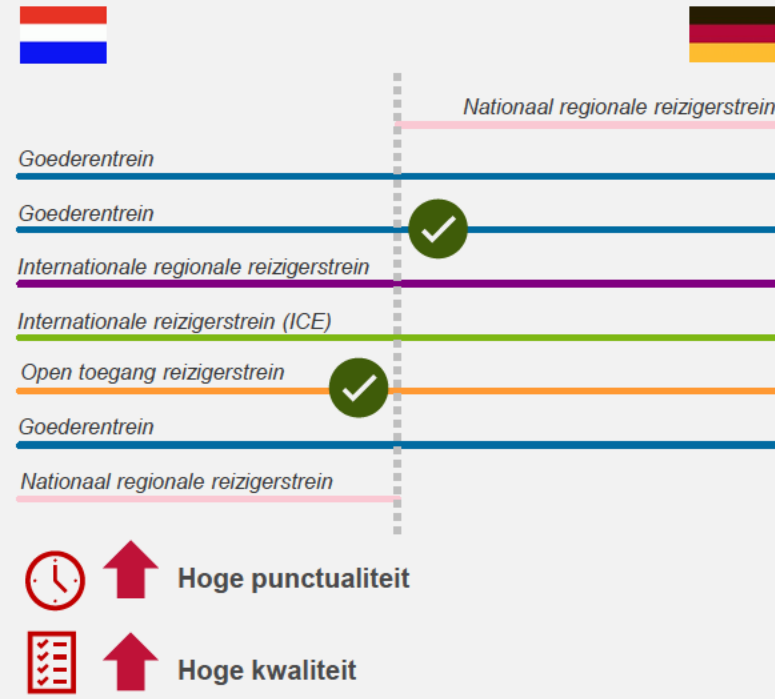 Nationaal regionale reizigerstrein
Goederentrein
Goederentrein
Internationale regionale reizigerstrein
Internationale reizigerstrein (ICE)
Open toegang reizigerstrein
Goederentrein
Nationaal regionale reizigerstrein
Hoge punctualiteit
Hoge kwaliteit